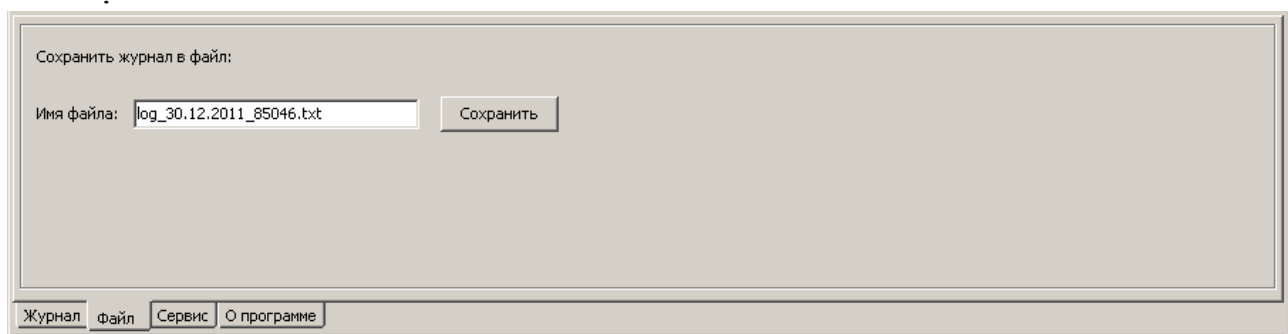 Сохранить журнал в файл:
Имя файла: log_30.12.2011_85046.txt Сохранить
Журнал Файл Сервис О программе